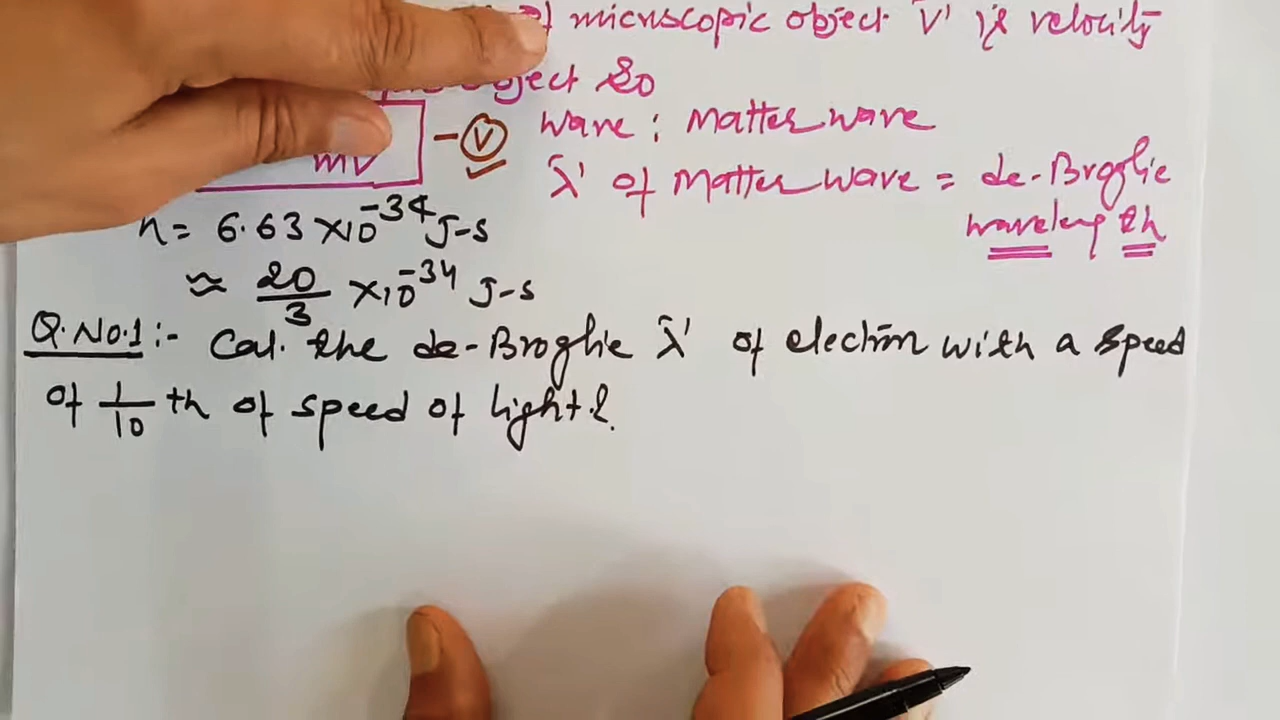 of microscopic object 'V' is velocity
object So
mv -V wave : matter wave
'λ' of matter wave = de-Broglie
wavelength
h = 6.63 ×10⁻³⁴ J-s
≈ 20/3 ×10⁻³⁴ J-s
Q.No.1:- Cal. the de-Broglie 'λ' of electron with a speed
of 1/10 th of speed of light?